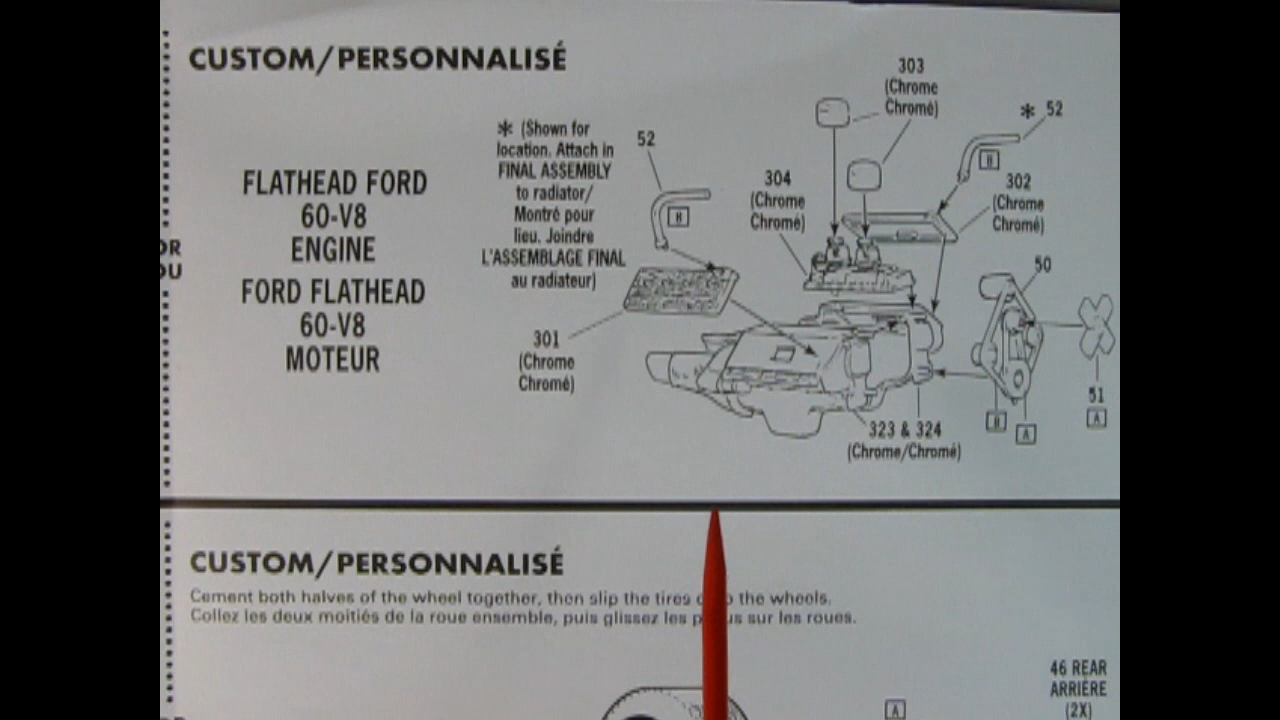 CUSTOM/PERSONNALISÉ
FLATHEAD FORD
60-V8
ENGINE
FORD FLATHEAD
60-V8
MOTEUR
* (Shown for
location. Attach in
FINAL ASSEMBLY
to radiator/
Montré pour
lieu. Joindre
L'ASSEMBLAGE FINAL
au radiateur)
52
H
301
(Chrome
Chromé)
303
(Chrome
Chromé)
304
(Chrome
Chromé)
* 52
H
302
(Chrome
Chromé)
50
51
A
H
A
323 & 324
(Chrome/Chromé)
OR
OU
CUSTOM/PERSONNALISÉ
Cement both halves of the wheel together, then slip the tires the wheels.
Collez les deux moitiés de la roue ensemble, puis glissez les sur les roues.
46 REAR
ARRIÈRE
(2X)
A